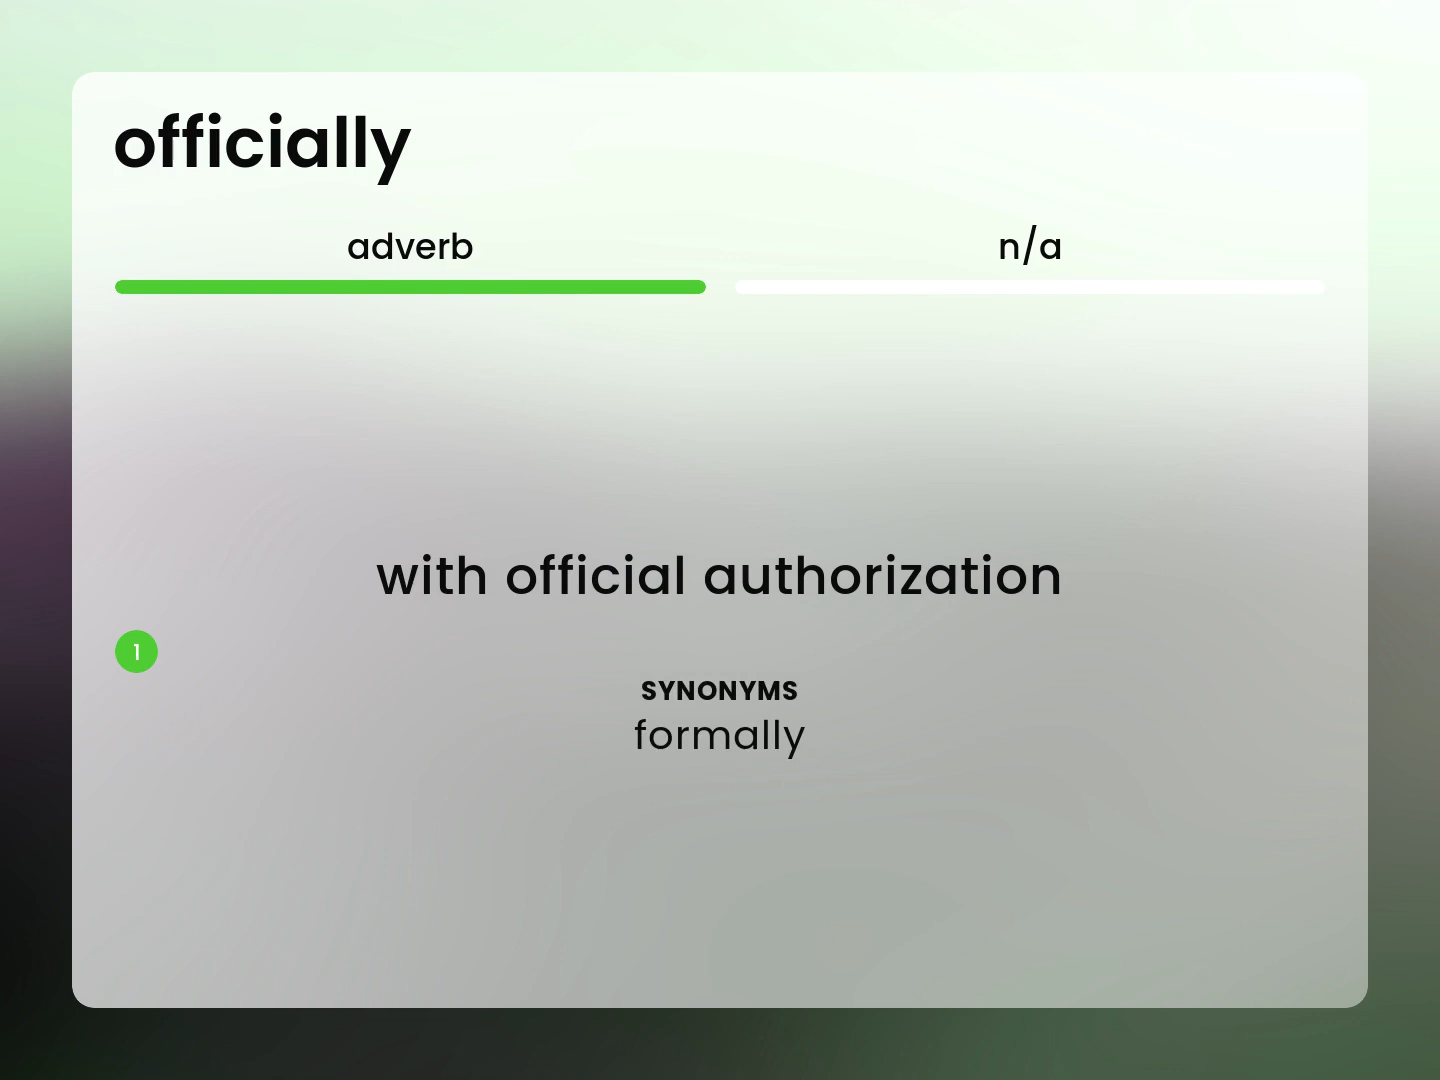 officially
adverb
n/a
with official authorization
1
SYNONYMS
formally